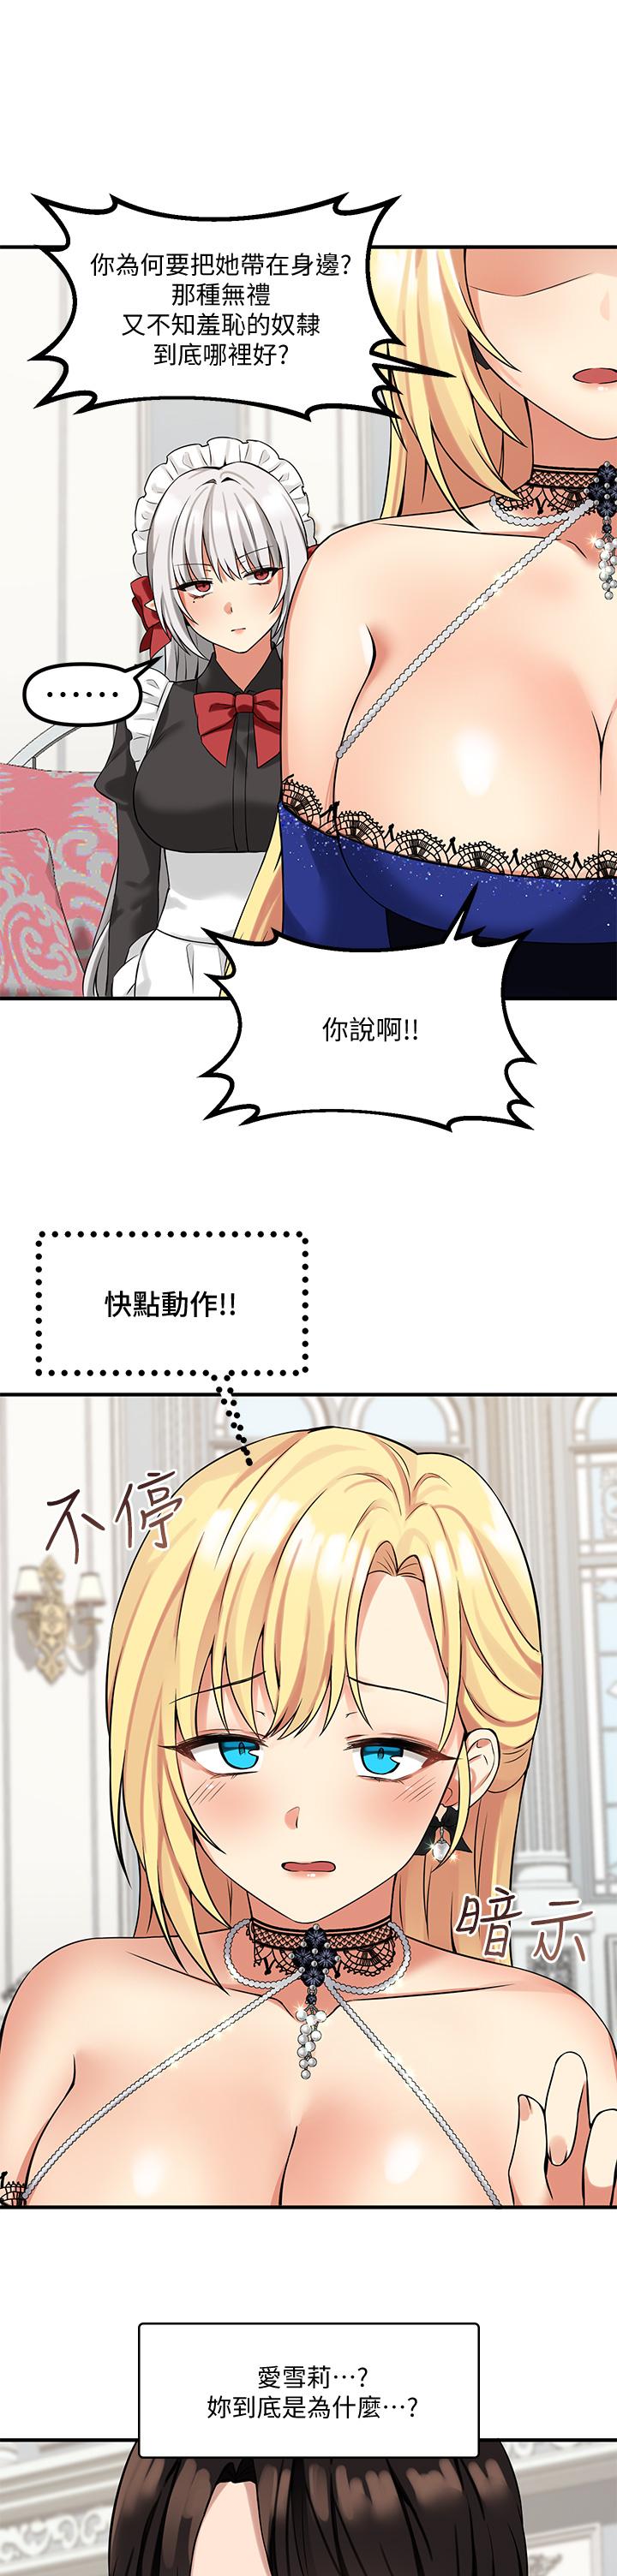 你為何要把她帶在身邊?
那種無禮
又不知羞恥的奴隸
到底哪裡好?
······
你說啊!!
快點動作!!
不停
暗示
愛雪莉…?
妳到底是為什麼…?